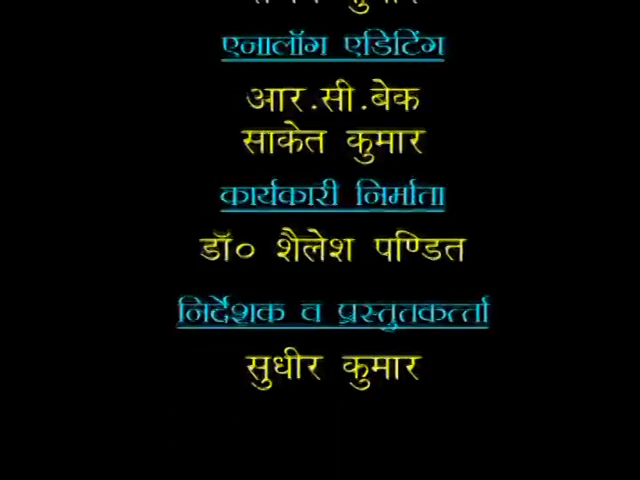 एनालॉग एडिटिंग
आर.सी.बेक
साकेत कुमार
कार्यकारी निर्माता
डॉ० शैलेश पण्डित
निर्देशक व प्रस्तुतकर्त्ता
सुधीर कुमार